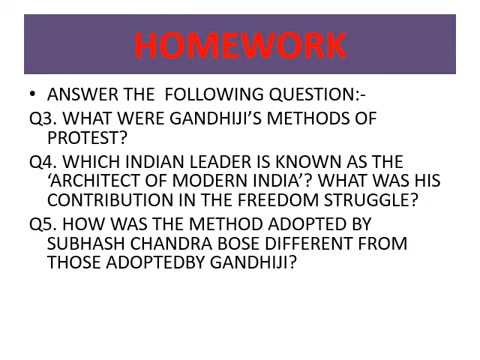 HOMEWORK
• ANSWER THE FOLLOWING QUESTION:-
Q3. WHAT WERE GANDHIJI'S METHODS OF
PROTEST?
Q4. WHICH INDIAN LEADER IS KNOWN AS THE
'ARCHITECT OF MODERN INDIA'? WHAT WAS HIS
CONTRIBUTION IN THE FREEDOM STRUGGLE?
Q5. HOW WAS THE METHOD ADOPTED BY
SUBHASH CHANDRA BOSE DIFFERENT FROM
THOSE ADOPTEDBY GANDHIJI?